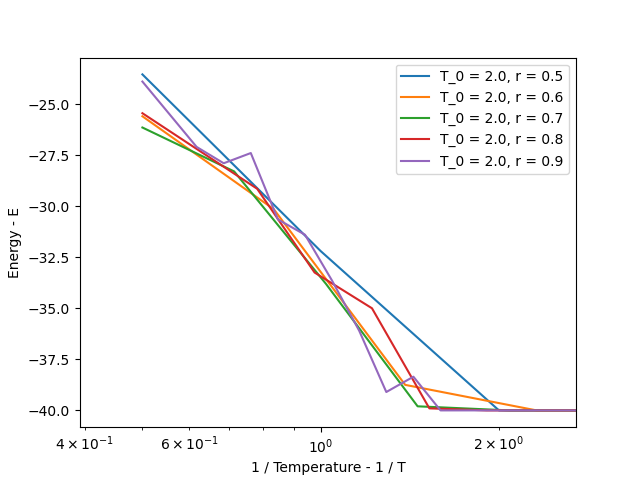 T_0 = 2.0, r = 0.5
T_0 = 2.0, r = 0.6
T_0 = 2.0, r = 0.7
T_0 = 2.0, r = 0.8
T_0 = 2.0, r = 0.9
Energy - E
−25.0
−27.5
−30.0
−32.5
−35.0
−37.5
−40.0
4 × 10⁻¹ 6 × 10⁻¹ 10⁰ 2 × 10⁰
1 / Temperature - 1 / T